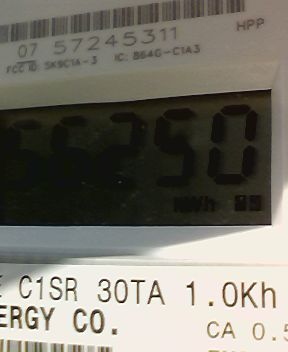 HPP
07 57245311
FCC ID: SK9C1A-3 IC: 864G-C1A3
66250
KWh
C1SR 30TA 1.0Kh
ERGY CO.
CA 0.5